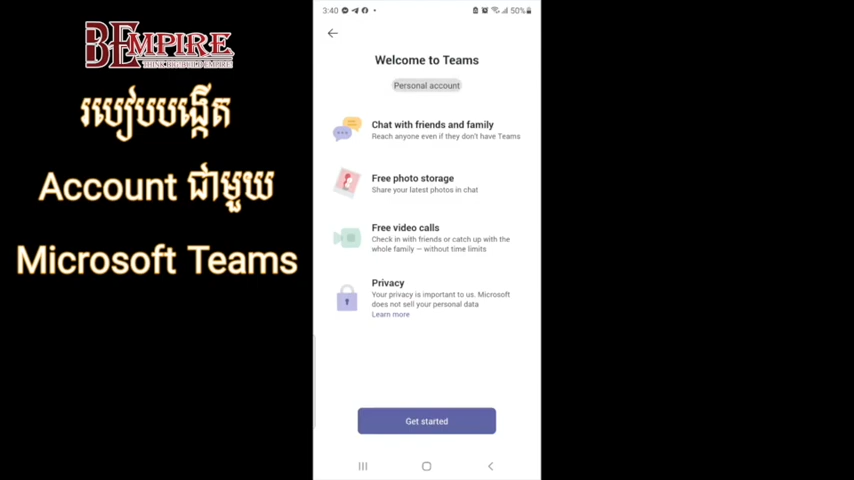 BEMPIRE
THINK BIG BUILD EMPIRES
របៀបបង្កើត
Account ជាមួយ
Microsoft Teams
3:40
50%
Welcome to Teams
Personal account
Chat with friends and family
Reach anyone even if they don't have Teams
Free photo storage
Share your latest photos in chat
Free video calls
Check in with friends or catch up with the
whole family — without time limits
Privacy
Your privacy is important to us. Microsoft
does not sell your personal data
Learn more
Get started